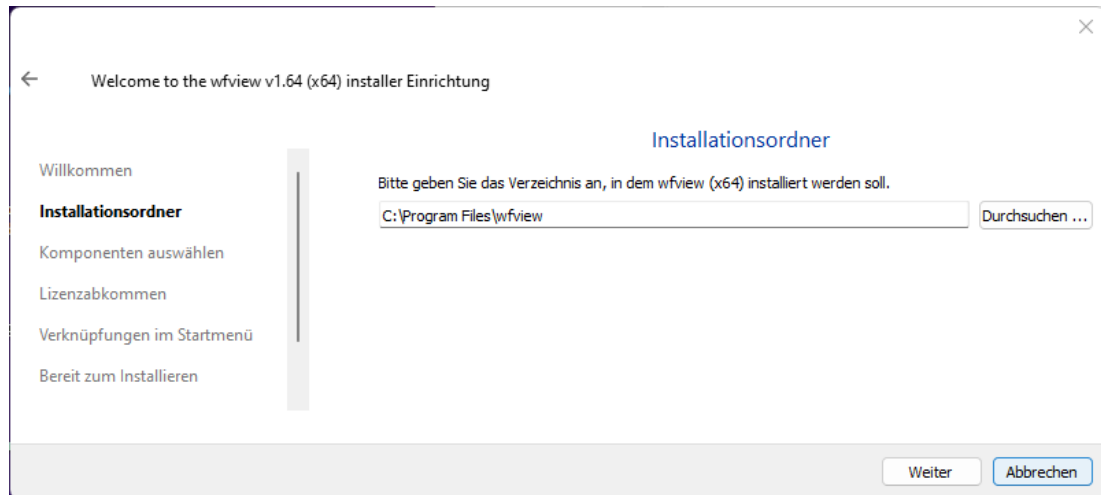 Welcome to the wfview v1.64 (x64) installer Einrichtung
Willkommen
Installationsordner
Komponenten auswählen
Lizenzabkommen
Verknüpfungen im Startmenü
Bereit zum Installieren
Installationsordner
Bitte geben Sie das Verzeichnis an, in dem wfview (x64) installiert werden soll.
C:\Program Files\wfview
Durchsuchen ...
Weiter
Abbrechen